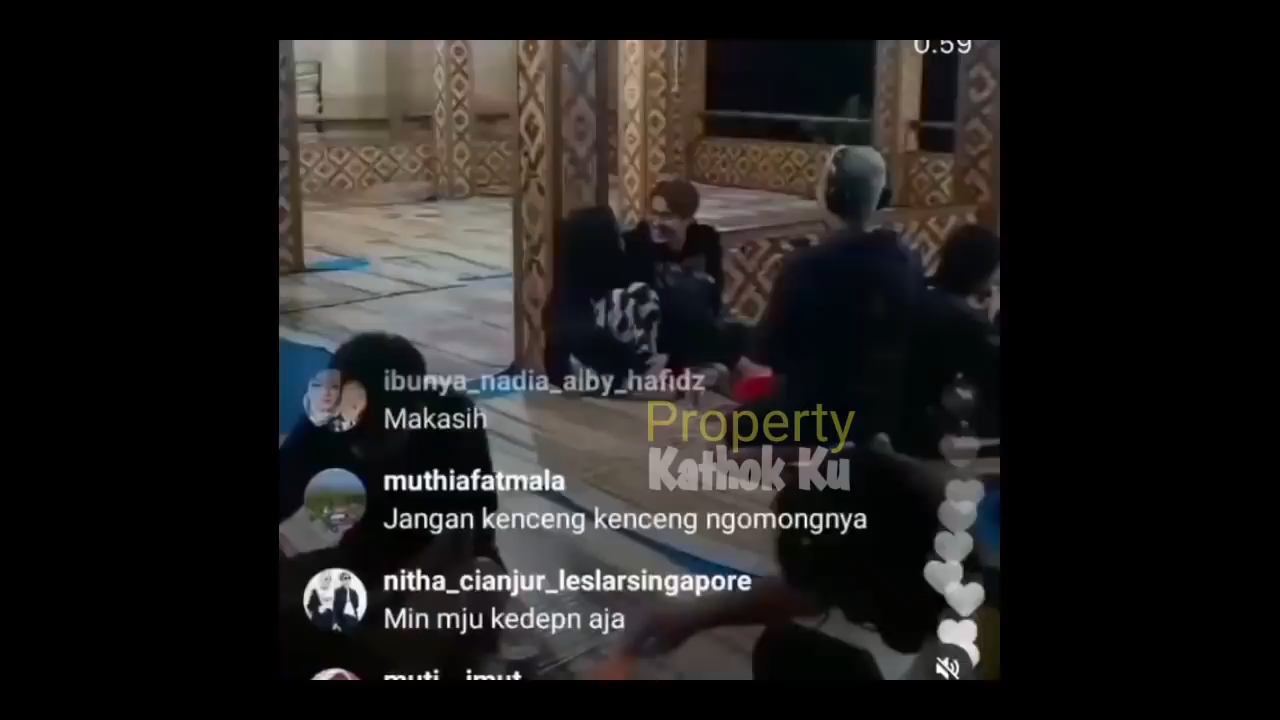 0:59
ibunya_nadia_alby_hafidz
Makasih
Property
Kathok Ku
muthiafatmala
Jangan kenceng kenceng ngomongnya
nitha_cianjur_leslarsingapore
Min mju kedepn aja